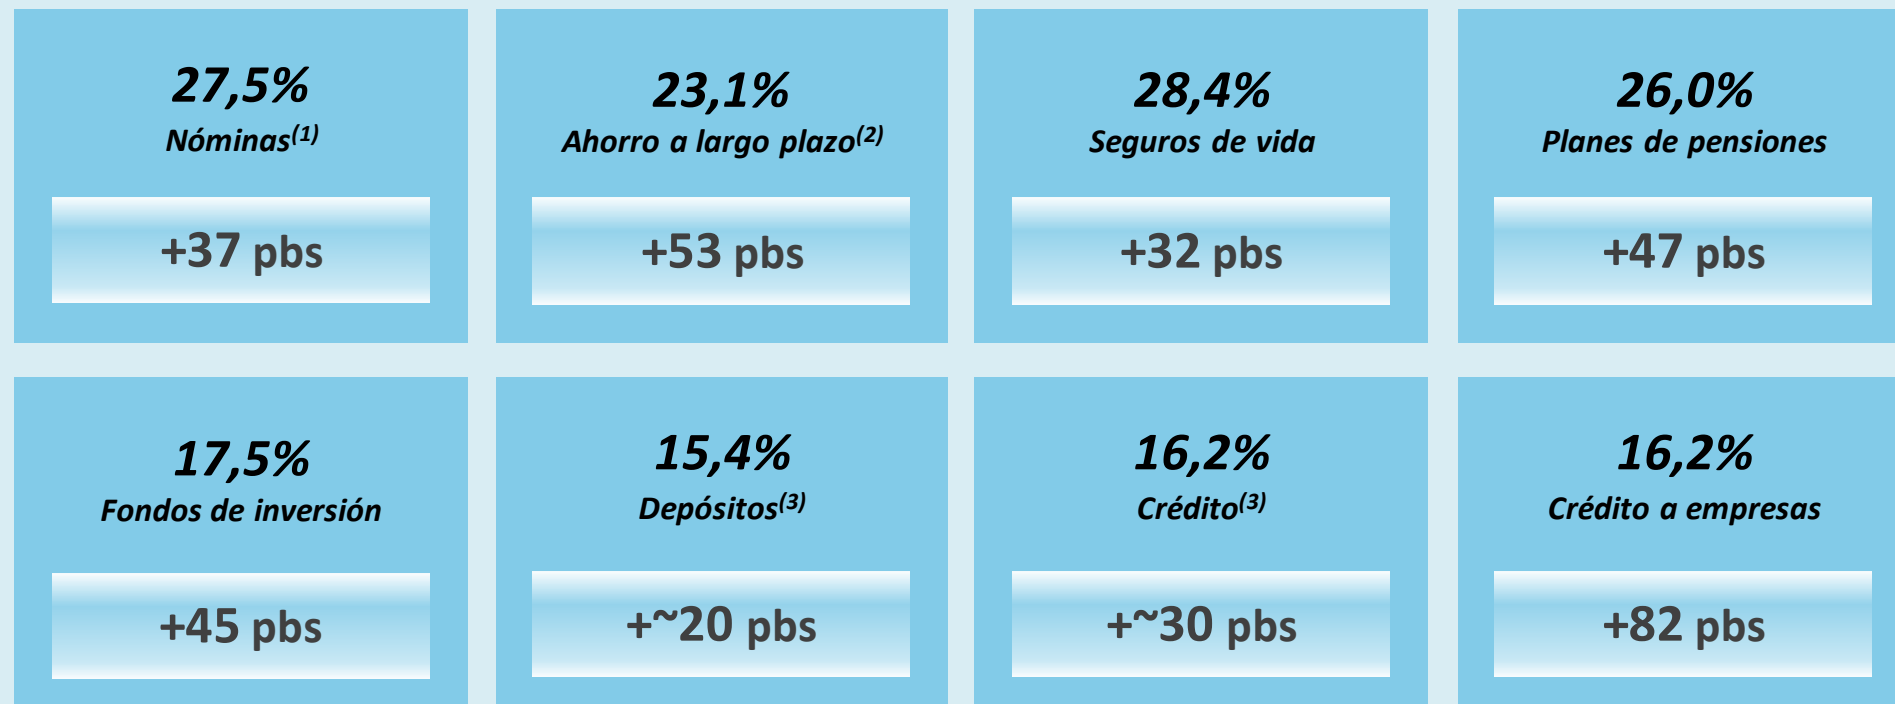 27,5%
Nóminas(1)
+37 pbs
23,1%
Ahorro a largo plazo(2)
+53 pbs
28,4%
Seguros de vida
+32 pbs
26,0%
Planes de pensiones
+47 pbs
17,5%
Fondos de inversión
+45 pbs
15,4%
Depósitos(3)
+~20 pbs
16,2%
Crédito(3)
+~30 pbs
16,2%
Crédito a empresas
+82 pbs